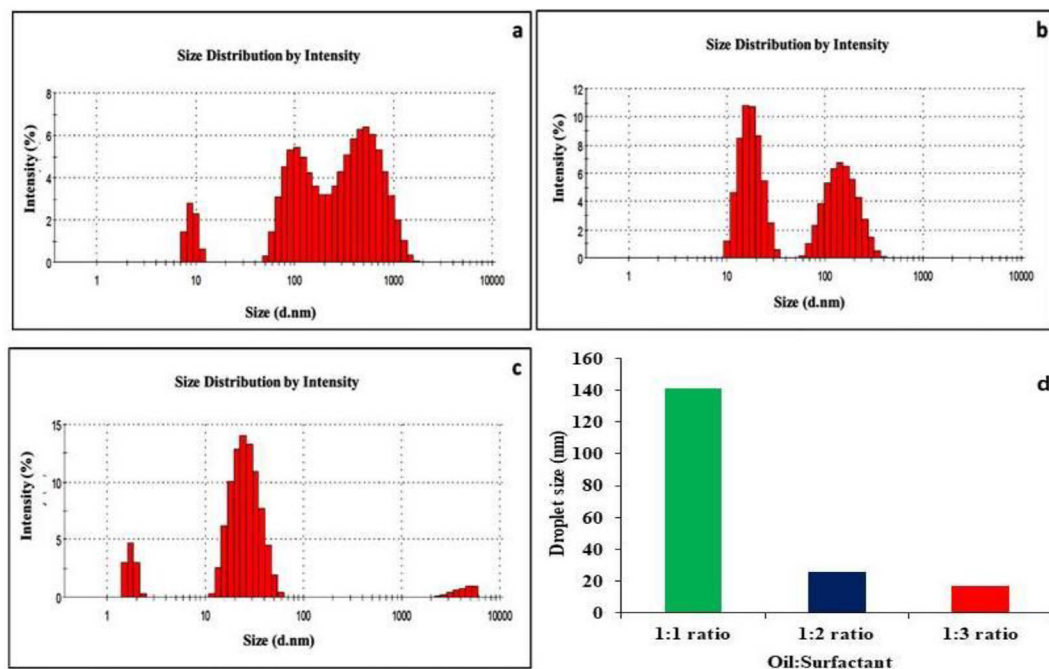 a
Size Distribution by Intensity
8
6
4
2
0
Intensity (%)
1 10 100 1000 10000
Size (d.nm)
b
Size Distribution by Intensity
12
10
8
6
4
2
0
Intensity (%)
1 10 100 1000 10000
Size (d.nm)
c
Size Distribution by Intensity
15
10
5
0
Intensity (%)
1 10 100 1000 10000
Size (d.nm)
d
160
140
120
100
80
60
40
20
0
Droplet size (nm)
1:1 ratio 1:2 ratio 1:3 ratio
Oil:Surfactant